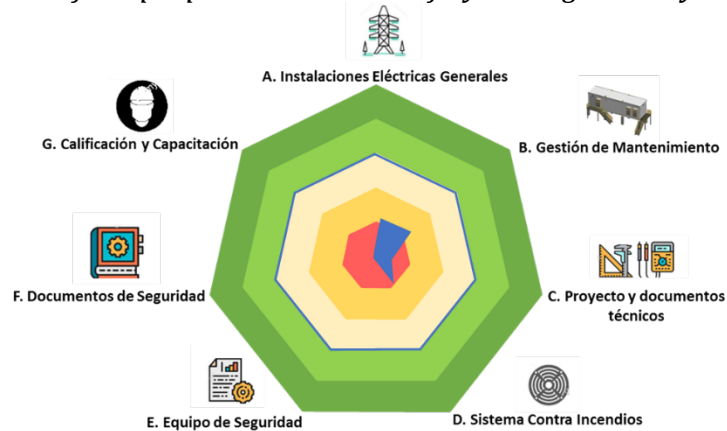 A. Instalaciones Eléctricas Generales
G. Calificación y Capacitación
B. Gestión de Mantenimiento
F. Documentos de Seguridad
C. Proyecto y documentos
técnicos
E. Equipo de Seguridad
D. Sistema Contra Incendios